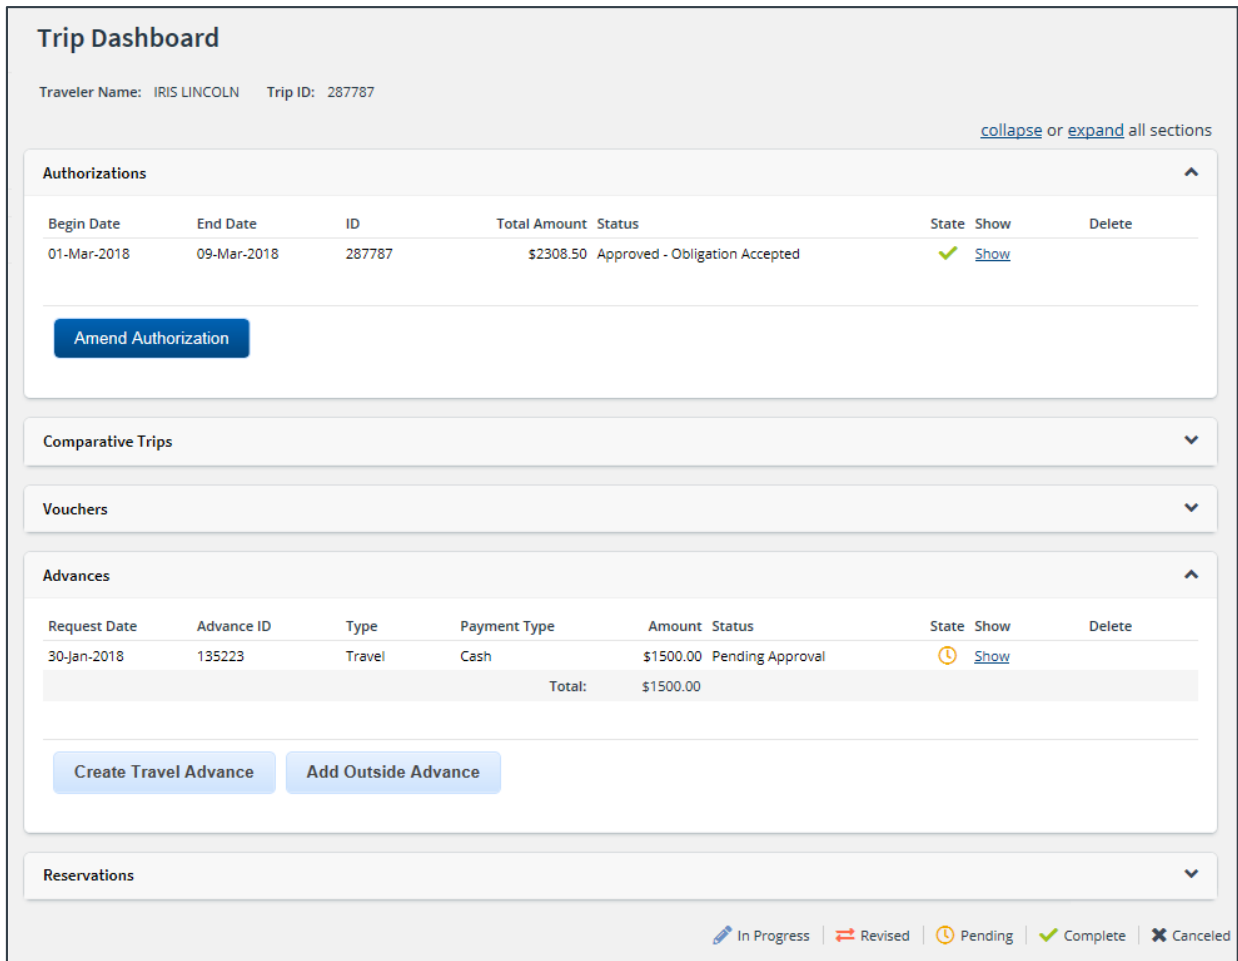 Trip Dashboard
Traveler Name: IRIS LINCOLN Trip ID: 287787
collapse or expand all sections
Authorizations
Begin Date End Date ID Total Amount Status State Show Delete
01-Mar-2018 09-Mar-2018 287787 $2308.50 Approved - Obligation Accepted Show
Amend Authorization
Comparative Trips
Vouchers
Advances
Request Date Advance ID Type Payment Type Amount Status State Show Delete
30-Jan-2018 135223 Travel Cash $1500.00 Pending Approval Show
Total: $1500.00
Create Travel Advance Add Outside Advance
Reservations
In Progress Revised Pending Complete Canceled